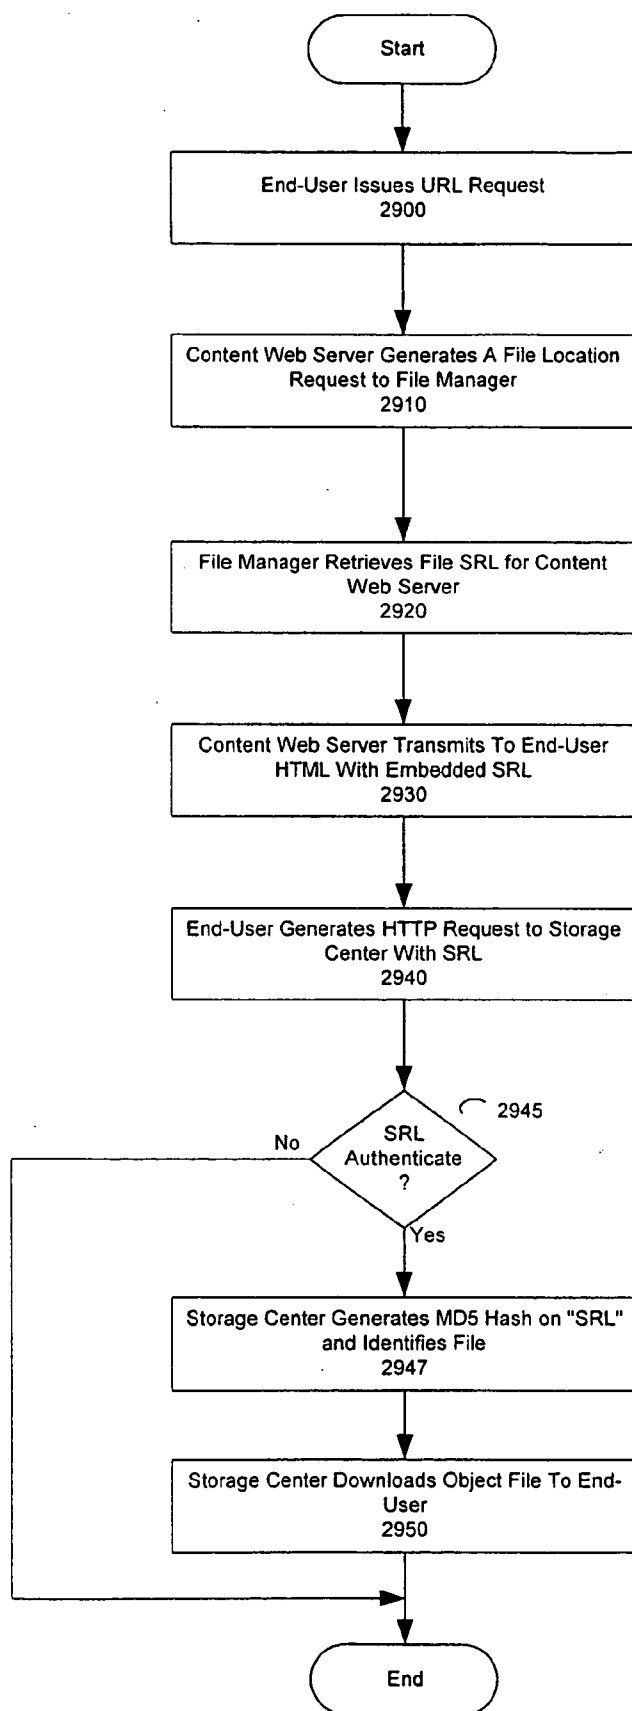 Start
End-User Issues URL Request
2900
Content Web Server Generates A File Location
Request to File Manager
2910
File Manager Retrieves File SRL for Content
Web Server
2920
Content Web Server Transmits To End-User
HTML With Embedded SRL
2930
End-User Generates HTTP Request to Storage
Center With SRL
2940
2945
No
SRL
Authenticate
?
Yes
Storage Center Generates MD5 Hash on "SRL"
and Identifies File
2947
Storage Center Downloads Object File To End-
User
2950
End